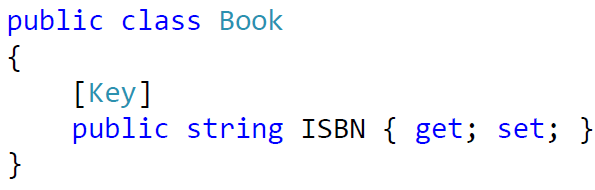 public class Book
{
    [Key]
    public string ISBN { get; set; }
}